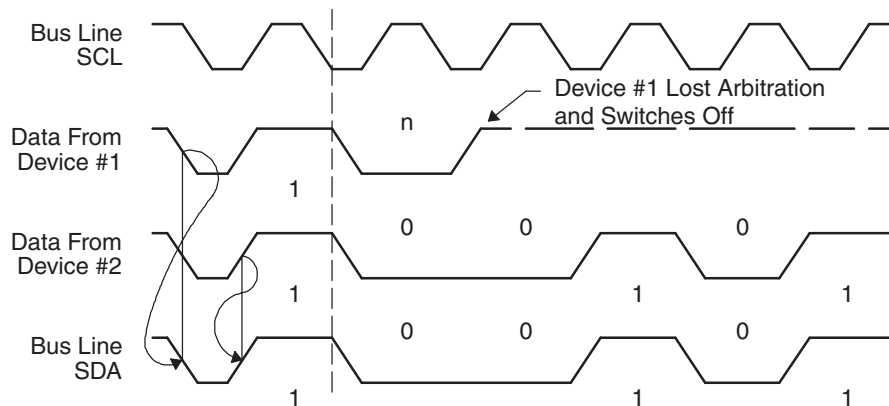 Bus Line
SCL
Device #1 Lost Arbitration
and Switches Off
n
Data From
Device #1
1
0 0 0
Data From
Device #2
1 1 1
0 0 0
Bus Line
SDA
1 1 1